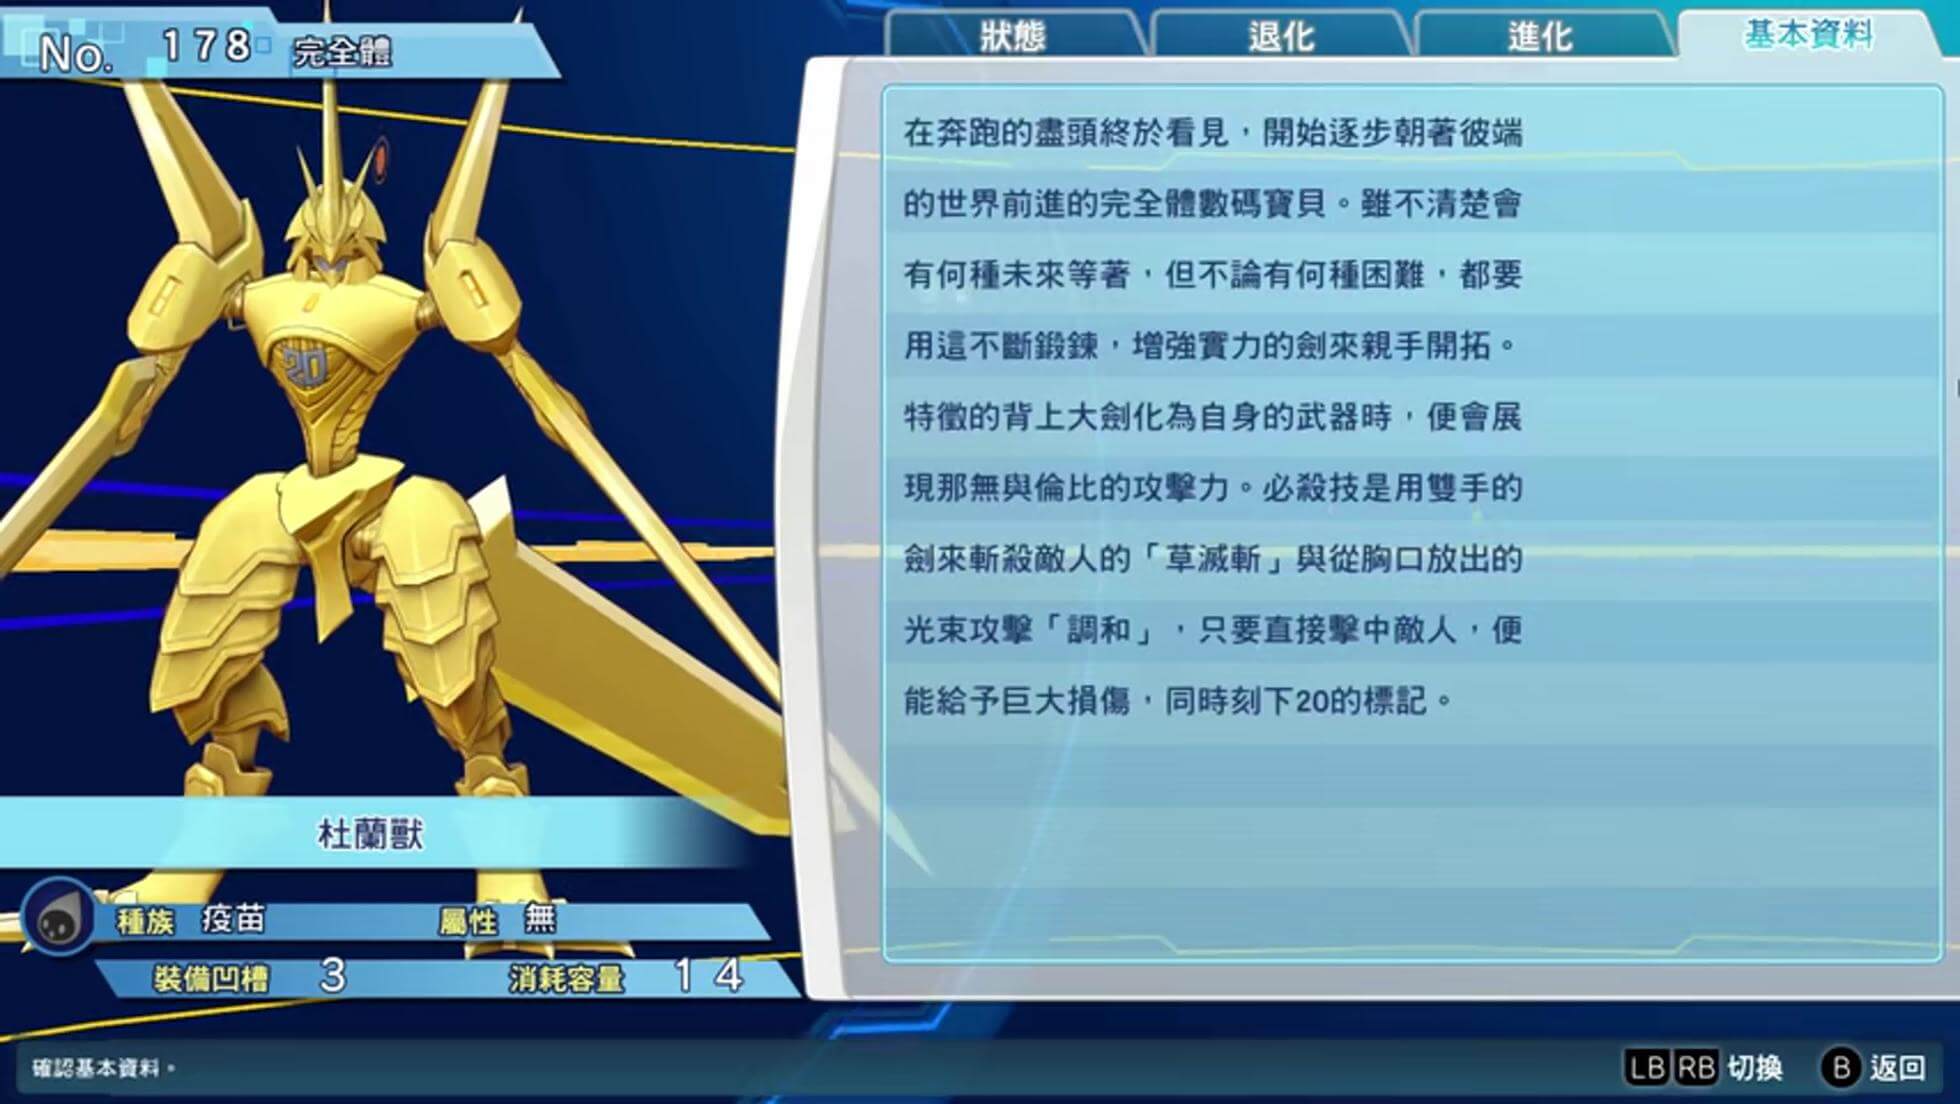 No. 178 完全體
狀態
退化
進化
基本資料
在奔跑的盡頭終於看見，開始逐步朝著彼端
的世界前進的完全體數碼寶貝。雖不清楚會
有何種未來等著，但不論有何種困難，都要
用這不斷鍛鍊，增強實力的劍來親手開拓。
特徵的背上大劍化為自身的武器時，便會展
現那無與倫比的攻擊力。必殺技是用雙手的
劍來斬殺敵人的「草滅斬」與從胸口放出的
光束攻擊「調和」，只要直接擊中敵人，便
能給予巨大損傷，同時刻下20的標記。
20
杜蘭獸
種族 疫苗
屬性 無
裝備凹槽 3
消耗容量 14
確認基本資料。
LB RB 切換
B 返回